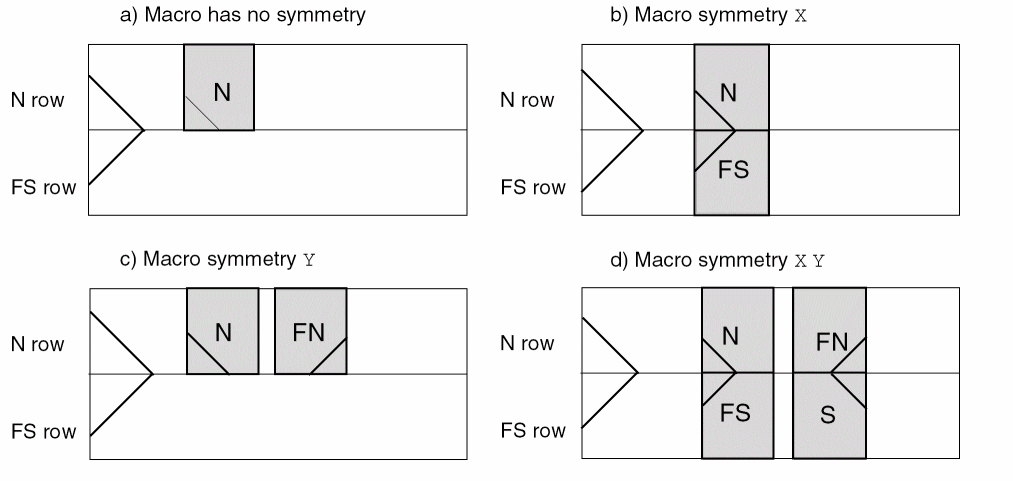 a) Macro has no symmetry
N row
N
FS row
b) Macro symmetry X
N row
N
FS row
FS
c) Macro symmetry Y
N row
N FN
FS row
d) Macro symmetry X Y
N row
N FN
FS row
FS S